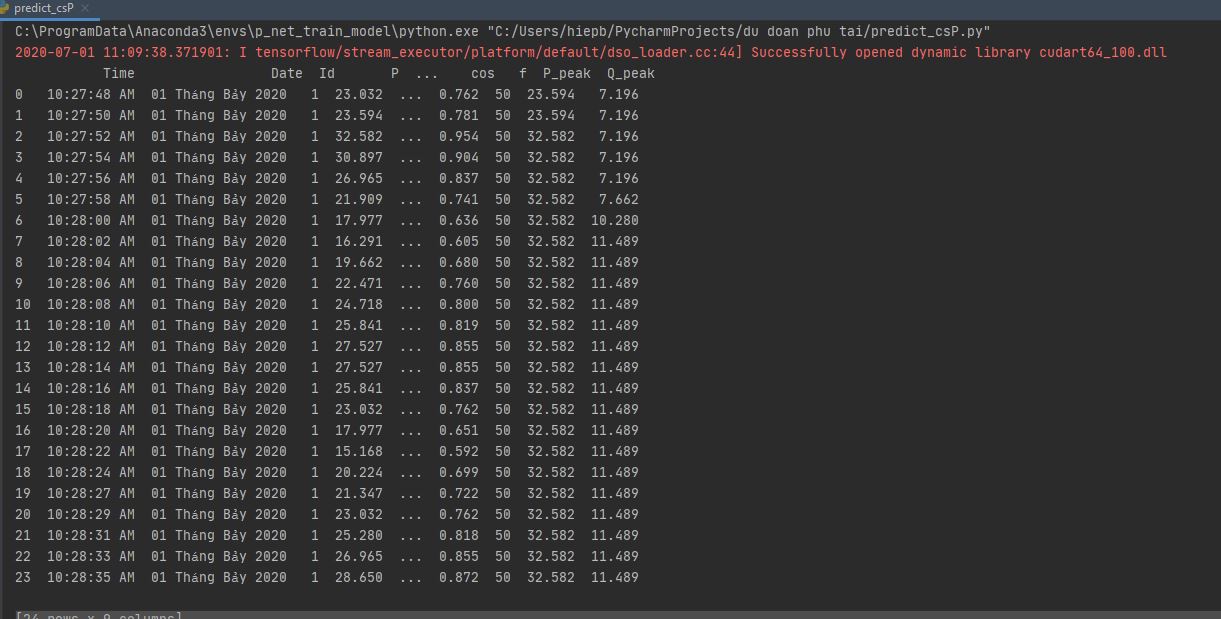 predict_csP ×
C:\ProgramData\Anaconda3\envs\p_net_train_model\python.exe "C:/Users/hiepb/PycharmProjects/du doan phu tai/predict_csP.py"
2020-07-01 11:09:38.371901: I tensorflow/stream_executor/platform/default/dso_loader.cc:44] Successfully opened dynamic library cudart64_100.dll
Time Date Id P ... cos f P_peak Q_peak
0 10:27:48 AM 01 Tháng Bảy 2020 1 23.032 ... 0.762 50 23.594 7.196
1 10:27:50 AM 01 Tháng Bảy 2020 1 23.594 ... 0.781 50 23.594 7.196
2 10:27:52 AM 01 Tháng Bảy 2020 1 32.582 ... 0.954 50 32.582 7.196
3 10:27:54 AM 01 Tháng Bảy 2020 1 30.897 ... 0.904 50 32.582 7.196
4 10:27:56 AM 01 Tháng Bảy 2020 1 26.965 ... 0.837 50 32.582 7.196
5 10:27:58 AM 01 Tháng Bảy 2020 1 21.909 ... 0.741 50 32.582 7.662
6 10:28:00 AM 01 Tháng Bảy 2020 1 17.977 ... 0.636 50 32.582 10.280
7 10:28:02 AM 01 Tháng Bảy 2020 1 16.291 ... 0.605 50 32.582 11.489
8 10:28:04 AM 01 Tháng Bảy 2020 1 19.662 ... 0.680 50 32.582 11.489
9 10:28:06 AM 01 Tháng Bảy 2020 1 22.471 ... 0.760 50 32.582 11.489
10 10:28:08 AM 01 Tháng Bảy 2020 1 24.718 ... 0.800 50 32.582 11.489
11 10:28:10 AM 01 Tháng Bảy 2020 1 25.841 ... 0.819 50 32.582 11.489
12 10:28:12 AM 01 Tháng Bảy 2020 1 27.527 ... 0.855 50 32.582 11.489
13 10:28:14 AM 01 Tháng Bảy 2020 1 27.527 ... 0.855 50 32.582 11.489
14 10:28:16 AM 01 Tháng Bảy 2020 1 25.841 ... 0.837 50 32.582 11.489
15 10:28:18 AM 01 Tháng Bảy 2020 1 23.032 ... 0.762 50 32.582 11.489
16 10:28:20 AM 01 Tháng Bảy 2020 1 17.977 ... 0.651 50 32.582 11.489
17 10:28:22 AM 01 Tháng Bảy 2020 1 15.168 ... 0.592 50 32.582 11.489
18 10:28:24 AM 01 Tháng Bảy 2020 1 20.224 ... 0.699 50 32.582 11.489
19 10:28:27 AM 01 Tháng Bảy 2020 1 21.347 ... 0.722 50 32.582 11.489
20 10:28:29 AM 01 Tháng Bảy 2020 1 23.032 ... 0.762 50 32.582 11.489
21 10:28:31 AM 01 Tháng Bảy 2020 1 25.280 ... 0.818 50 32.582 11.489
22 10:28:33 AM 01 Tháng Bảy 2020 1 26.965 ... 0.855 50 32.582 11.489
23 10:28:35 AM 01 Tháng Bảy 2020 1 28.650 ... 0.872 50 32.582 11.489